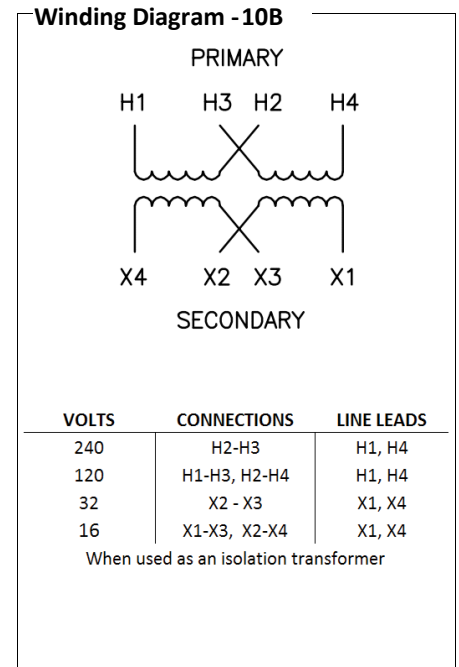 Winding Diagram -10B
PRIMARY
H1 H3 H2 H4
X4 X2 X3 X1
SECONDARY
VOLTS CONNECTIONS LINE LEADS
240 H2-H3 H1, H4
120 H1-H3, H2-H4 H1, H4
32 X2 - X3 X1, X4
16 X1-X3, X2-X4 X1, X4
When used as an isolation transformer